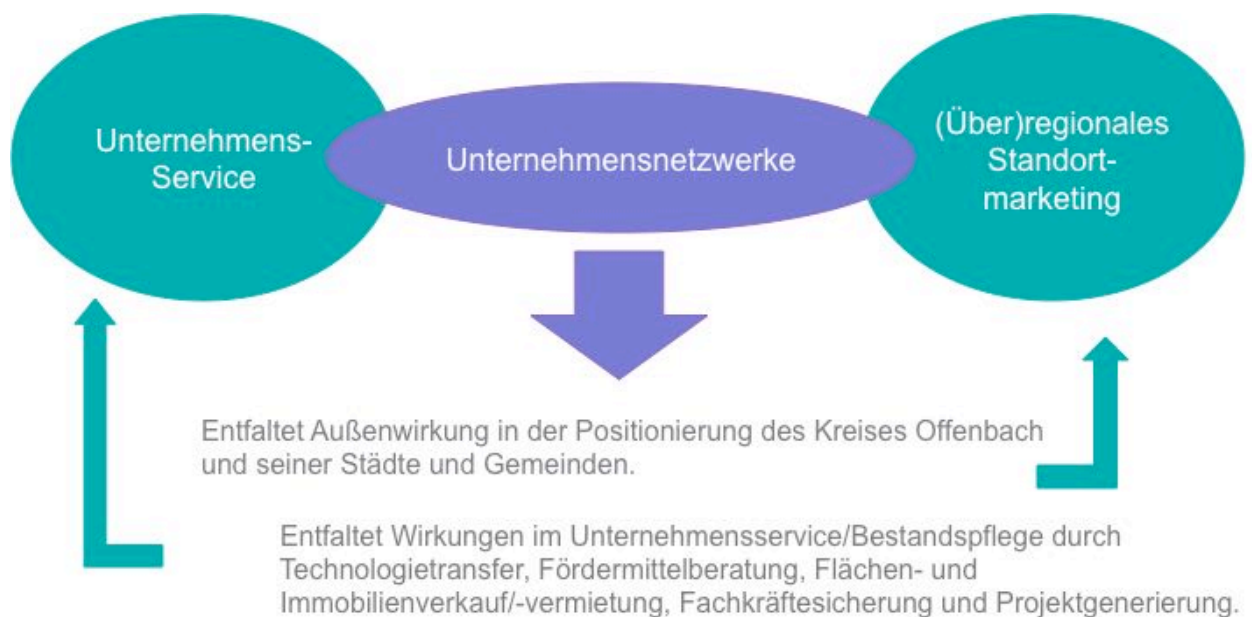 Unternehmens-
Service
Unternehmensnetzwerke
(Über)regionales
Standort-
marketing
Entfaltet Außenwirkung in der Positionierung des Kreises Offenbach
und seiner Städte und Gemeinden.
Entfaltet Wirkungen im Unternehmensservice/Bestandspflege durch
Technologietransfer, Fördermittelberatung, Flächen- und
Immobilienverkauf/-vermietung, Fachkräftesicherung und Projektgenerierung.